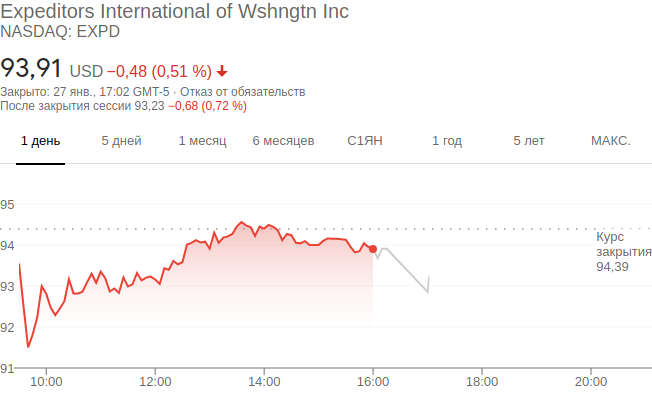 Expeditors International of Wshngtn Inc
NASDAQ: EXPD
93,91 USD −0,48 (0,51 %)
Закрыто: 27 янв., 17:02 GMT-5 · Отказ от обязательств
После закрытия сессии 93,23 −0,68 (0,72 %)
1 день 5 дней 1 месяц 6 месяцев С1ЯН 1 год 5 лет МАКС.
95
94
93
92
91
Курс
закрытия
94,39
10:00 12:00 14:00 16:00 18:00 20:00